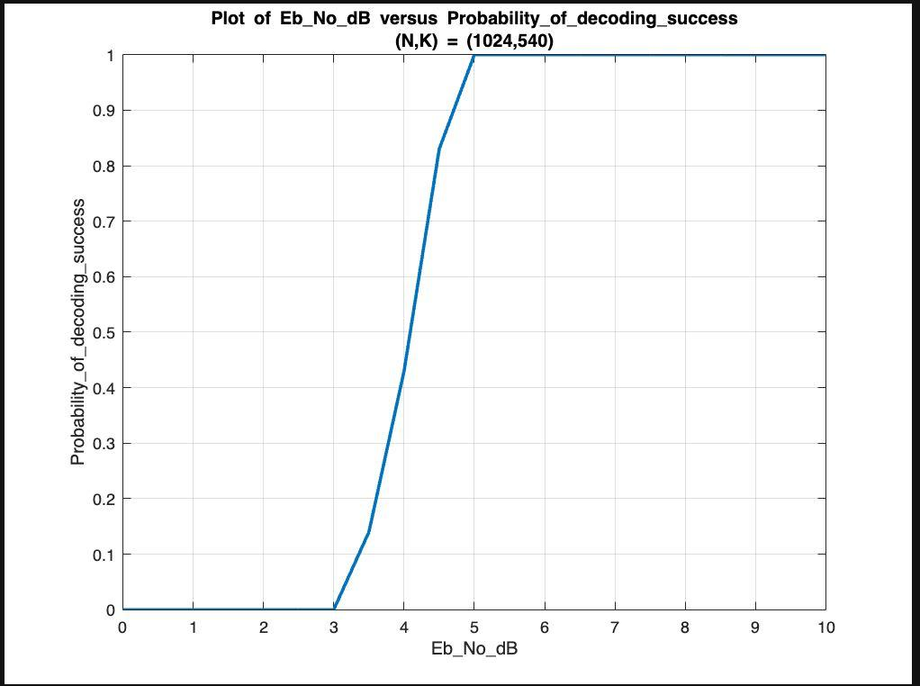 Plot of Eb_No_dB versus Probability_of_decoding_success
(N,K) = (1024,540)
1
0.9
0.8
0.7
0.6
0.5
0.4
0.3
0.2
0.1
0
Probability_of_decoding_success
0 1 2 3 4 5 6 7 8 9 10
Eb_No_dB